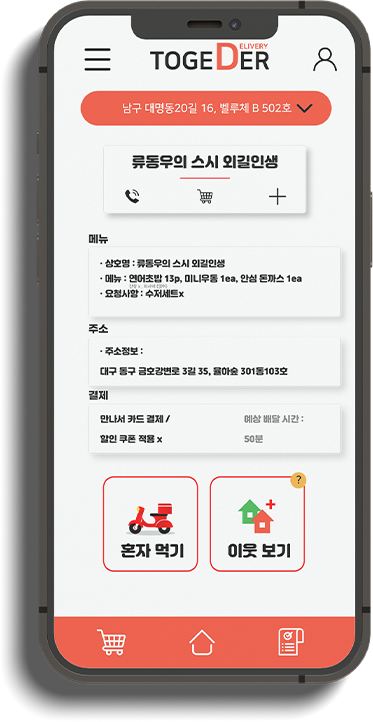 TOGEDER
ELIVERY
남구 대명동20길 16, 벨루체 B 502호
류동우의 스시 외길인생
메뉴
· 상호명 : 류동우의 스시 외길인생
· 메뉴 : 연어초밥 13p, 미니우동 1ea, 안심 돈까스 1ea
· 요청사항 : 수저세트x
주소
· 주소정보 :
대구 동구 금호강변로 3길 35, 율하숲 301동103호
결제
만나서 카드 결제 /
예상 배달 시간 :
할인 쿠폰 적용 x
50분
?
혼자 먹기
이웃 보기